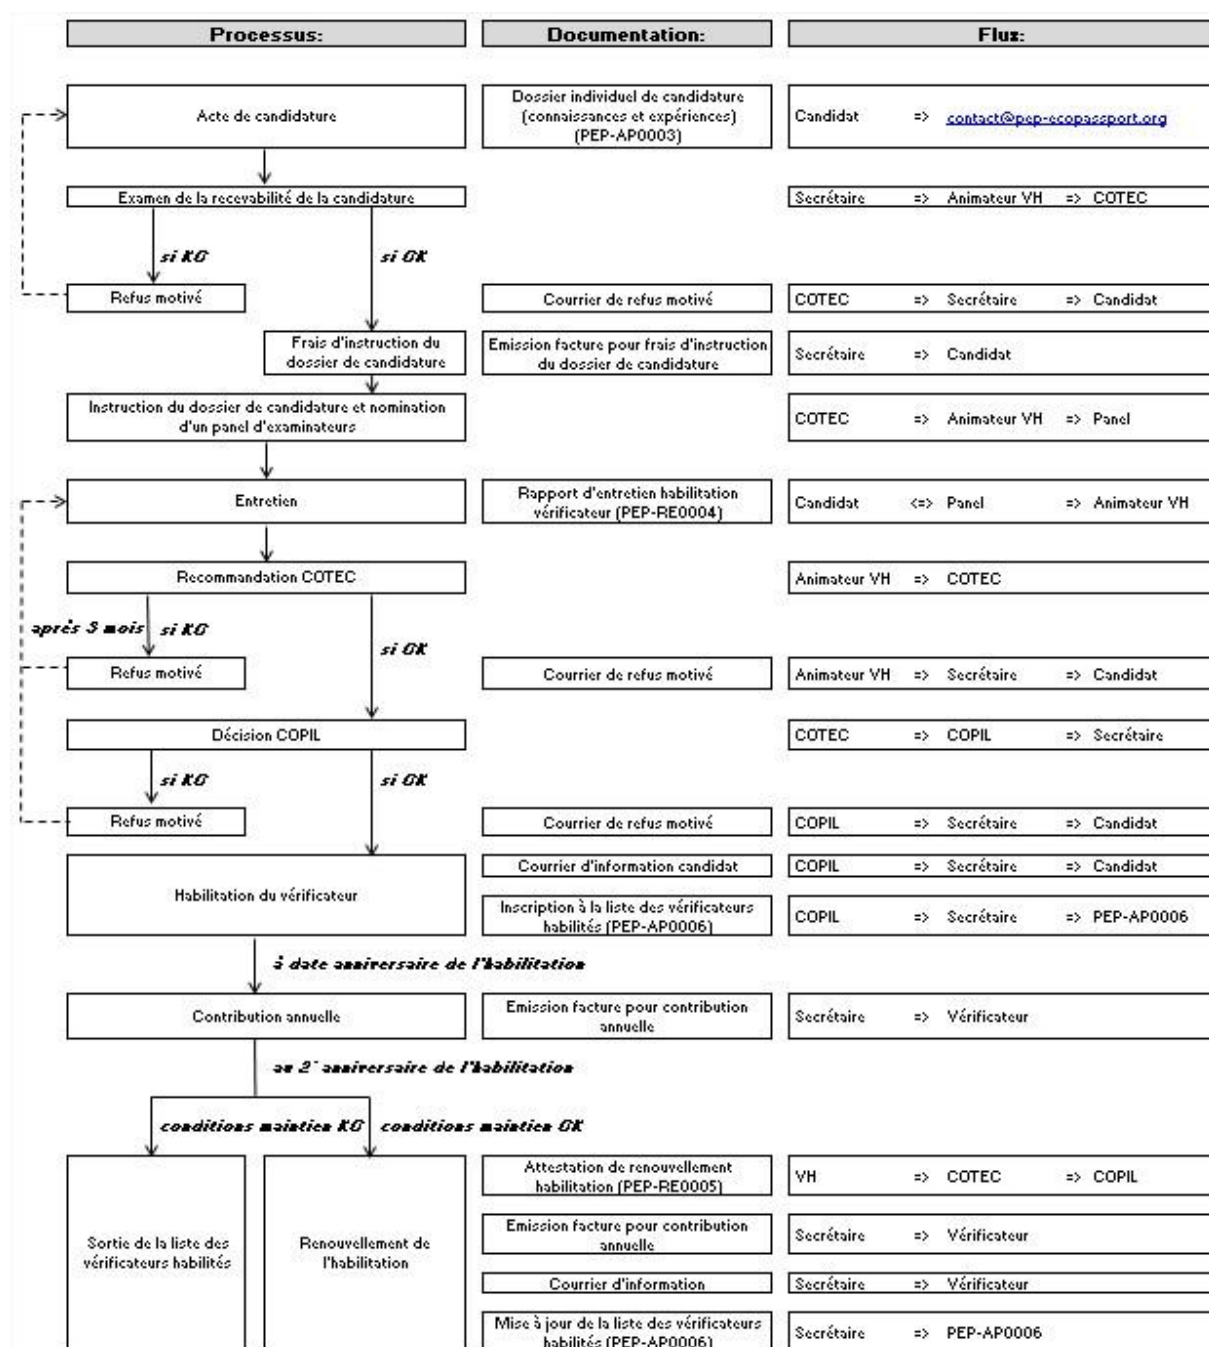 Processus: Documentation: Flux:
Dossier individuel de candidature
Acte de candidature (connaissances et expériences) Candidat => contact@pep-ecopassport.org
(PEP-AP0003)
Examen de la recevabilité de la candidature Secrétaire => Animateur VH => COTEC
si KO si OK
Refus motivé Courrier de refus motivé COTEC => Secrétaire => Candidat
Frais d'instruction du Emission facture pour frais d'instruction
dossier de candidature du dossier de candidature Secrétaire => Candidat
Instruction du dossier de candidature et nomination
d'un panel d'examinateurs COTEC => Animateur VH => Panel
Entretien Rapport d'entretien habilitation
vérificateur (PEP-RE0004) Candidat <=> Panel => Animateur VH
Recommandation COTEC Animateur VH => COTEC
après 3 mois si KO
si OK
Refus motivé Courrier de refus motivé Animateur VH => Secrétaire => Candidat
Décision COPIL COTEC => COPIL => Secrétaire
si KO si OK
Refus motivé Courrier de refus motivé COPIL => Secrétaire => Candidat
Courrier d'information candidat COPIL => Secrétaire => Candidat
Habilitation du vérificateur
Inscription à la liste des vérificateurs
habilités (PEP-AP0006) COPIL => Secrétaire => PEP-AP0006
à date anniversaire de l'habilitation
Contribution annuelle Emission facture pour contribution
annuelle Secrétaire => Vérificateur
au 2° anniversaire de l'habilitation
conditions maintien KO conditions maintien OK
Attestation de renouvellement
habilitation (PEP-RE0005) VH => COTEC => COPIL
Emission facture pour contribution
annuelle Secrétaire => Vérificateur
Sortie de la liste des Renouvellement de
vérificateurs habilités l'habilitation
Courrier d'information Secrétaire => Vérificateur
Mise à jour de la liste des vérificateurs
habilités (PEP-AP0006) Secrétaire => PEP-AP0006